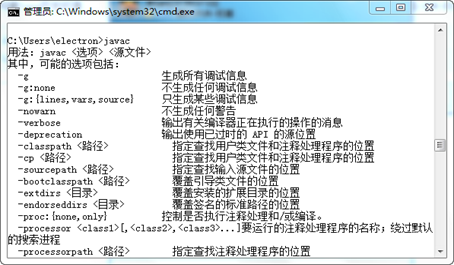 管理员: C:\Windows\system32\cmd.exe
C:\Users\electron>javac
用法: javac <选项> <源文件>
其中，可能的选项包括:
-g 生成所有调试信息
-g:none 不生成任何调试信息
-g:{lines,vars,source} 只生成某些调试信息
-nowarn 不生成任何警告
-verbose 输出有关编译器正在执行的操作的消息
-deprecation 输出使用已过时的 API 的源位置
-classpath <路径> 指定查找用户类文件和注释处理程序的位置
-cp <路径> 指定查找用户类文件和注释处理程序的位置
-sourcepath <路径> 指定查找输入源文件的位置
-bootclasspath <路径> 覆盖引导类文件的位置
-extdirs <目录> 覆盖安装的扩展目录的位置
-endorseddirs <目录> 覆盖签名的标准路径的位置
-proc:{none,only} 控制是否执行注释处理和/或编译。
-processor <class1>[,<class2>,<class3>...]要运行的注释处理程序的名称；绕过默认
的搜索进程
-processorpath <路径> 指定查找注释处理程序的位置